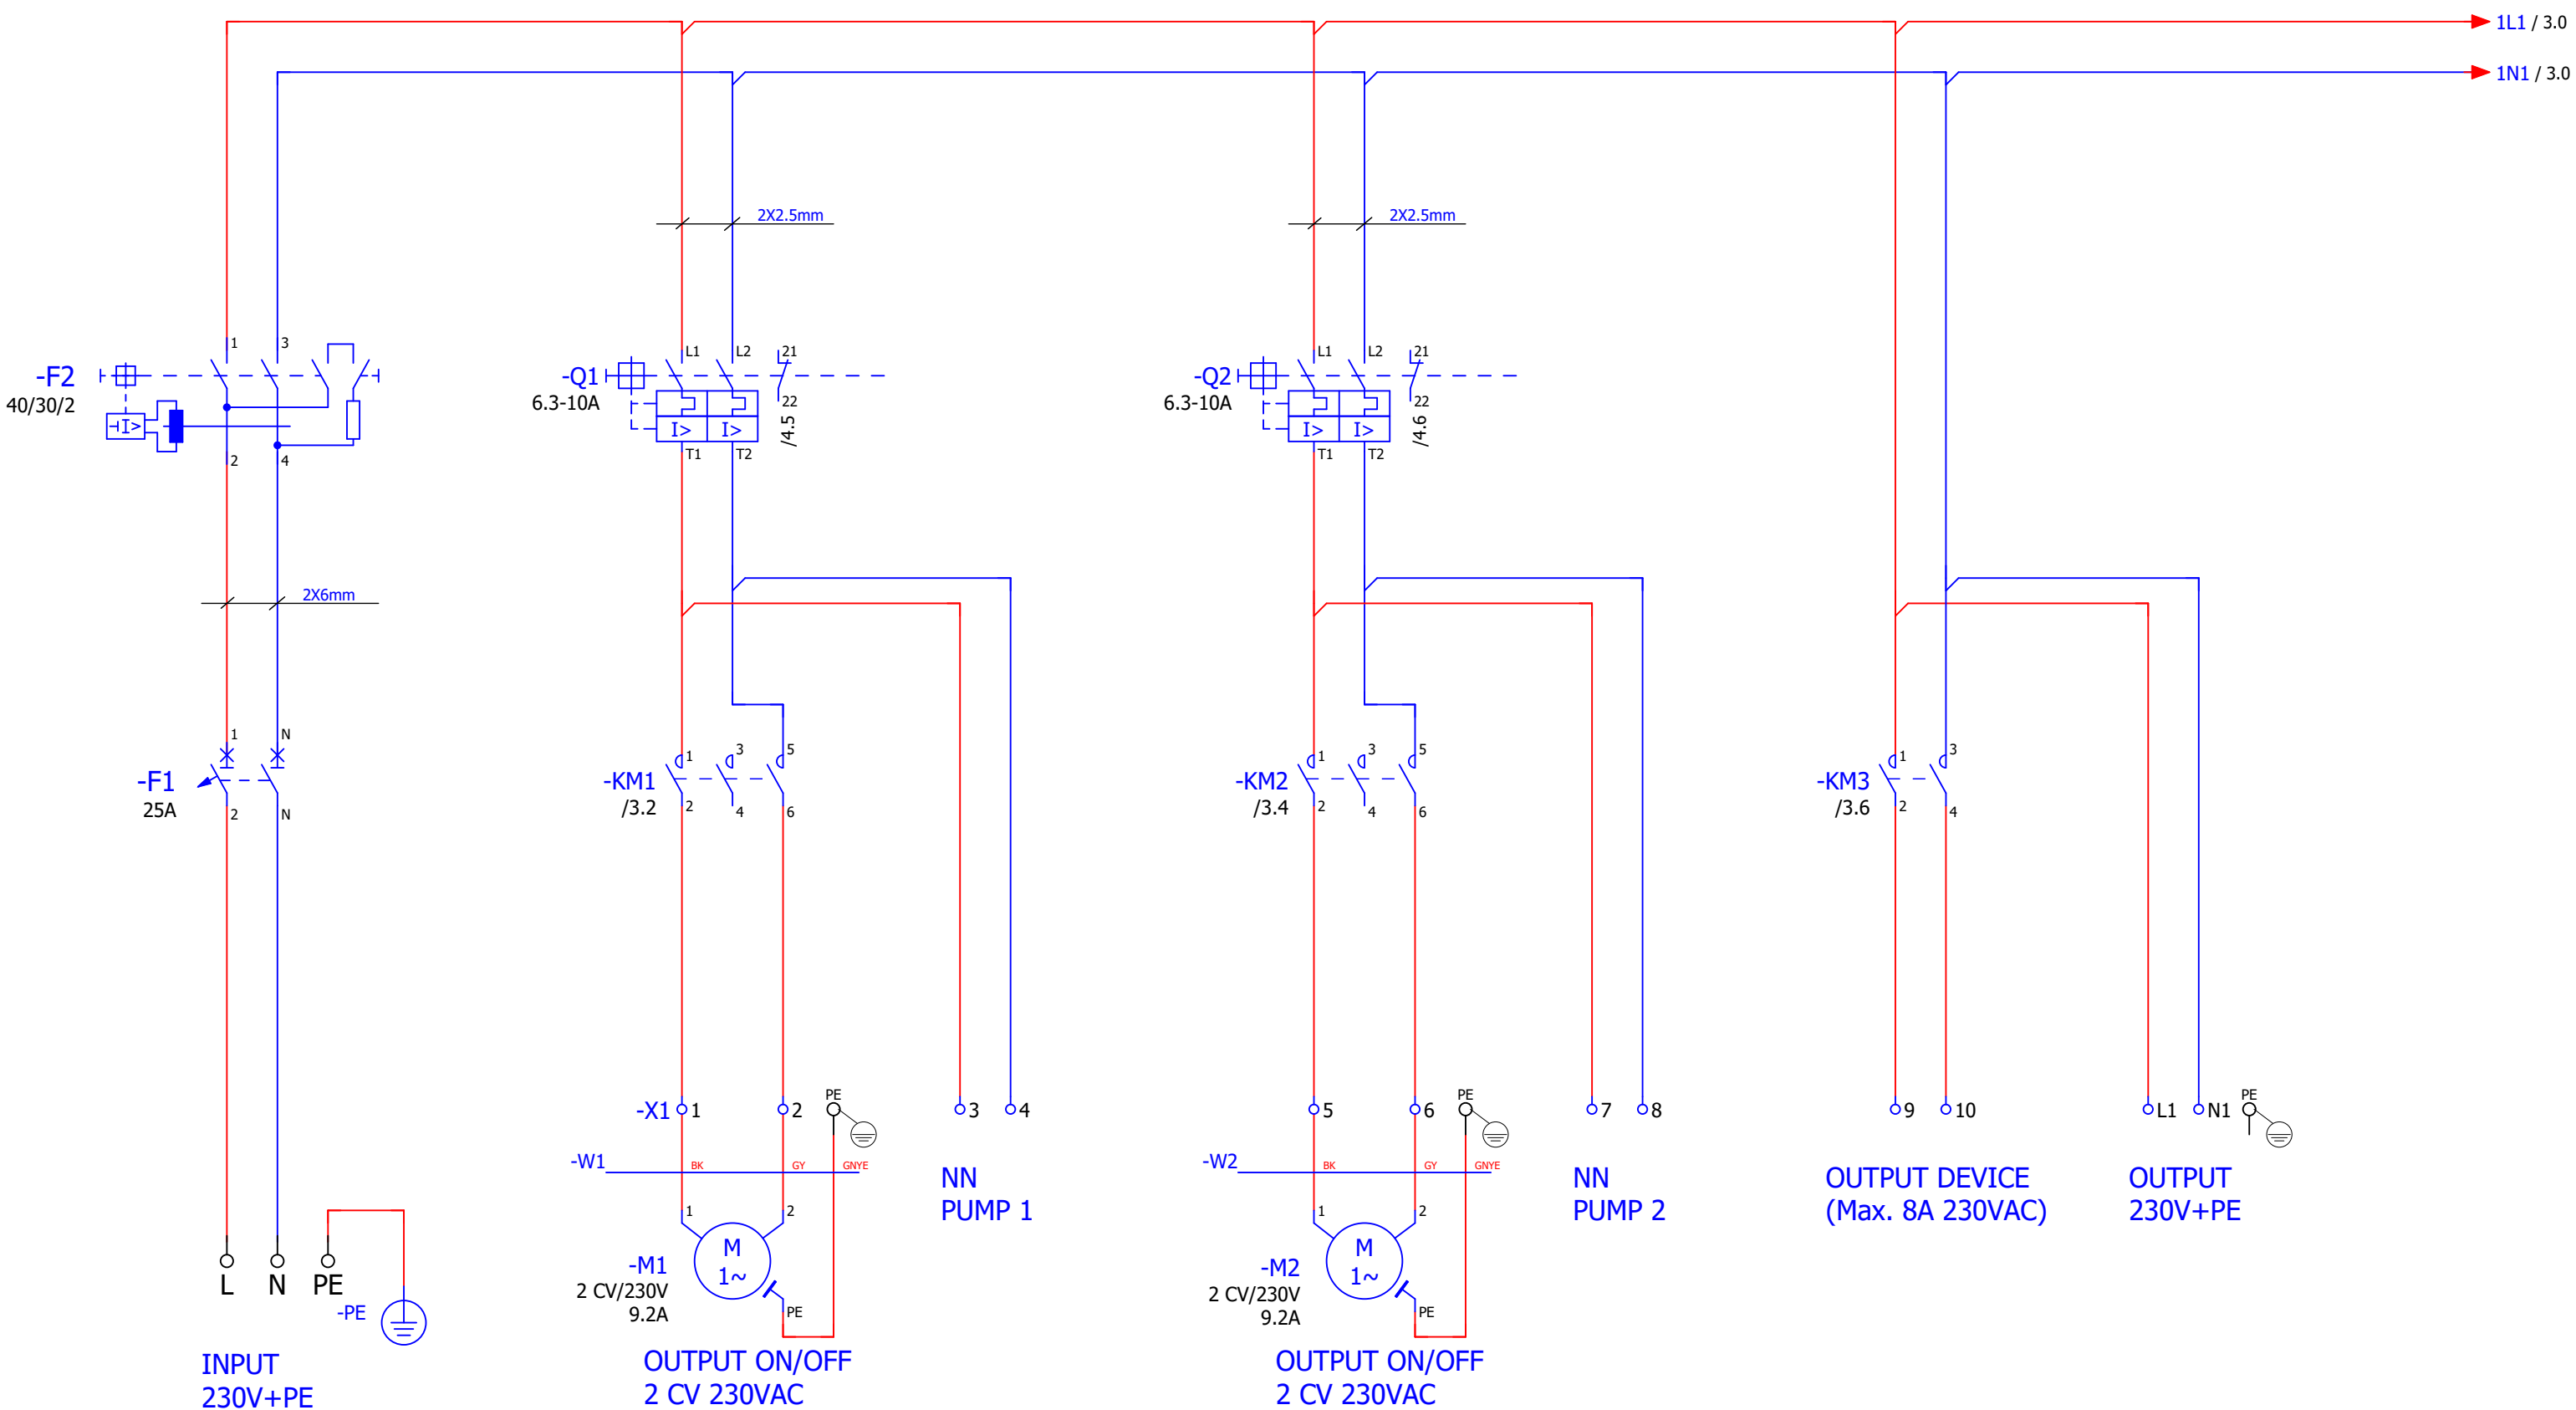 1L1 / 3.0
1N1 / 3.0
2X2.5mm
2X2.5mm
-F2
40/30/2
1
3
I>
2
4
-Q1
6.3-10A
L1
L2
21
22
I>
I>
T1
T2
/4.5
-Q2
6.3-10A
L1
L2
21
22
I>
I>
T1
T2
/4.6
2X6mm
-F1
25A
1
N
2
N
-KM1
/3.2
1
3
5
2
4
6
-KM2
/3.4
1
3
5
2
4
6
-KM3
/3.6
1
3
2
4
-X1
1
2
PE
3
4
5
6
PE
7
8
9
10
L1
N1
PE
-W1
BK
GY
GNYE
-W2
BK
GY
GNYE
NN
PUMP 1
NN
PUMP 2
OUTPUT DEVICE
(Max. 8A 230VAC)
OUTPUT
230V+PE
L
N
PE
-PE
-M1
2 CV/230V
9.2A
1
2
M
1~
PE
-M2
2 CV/230V
9.2A
1
2
M
1~
PE
INPUT
230V+PE
OUTPUT ON/OFF
2 CV 230VAC
OUTPUT ON/OFF
2 CV 230VAC